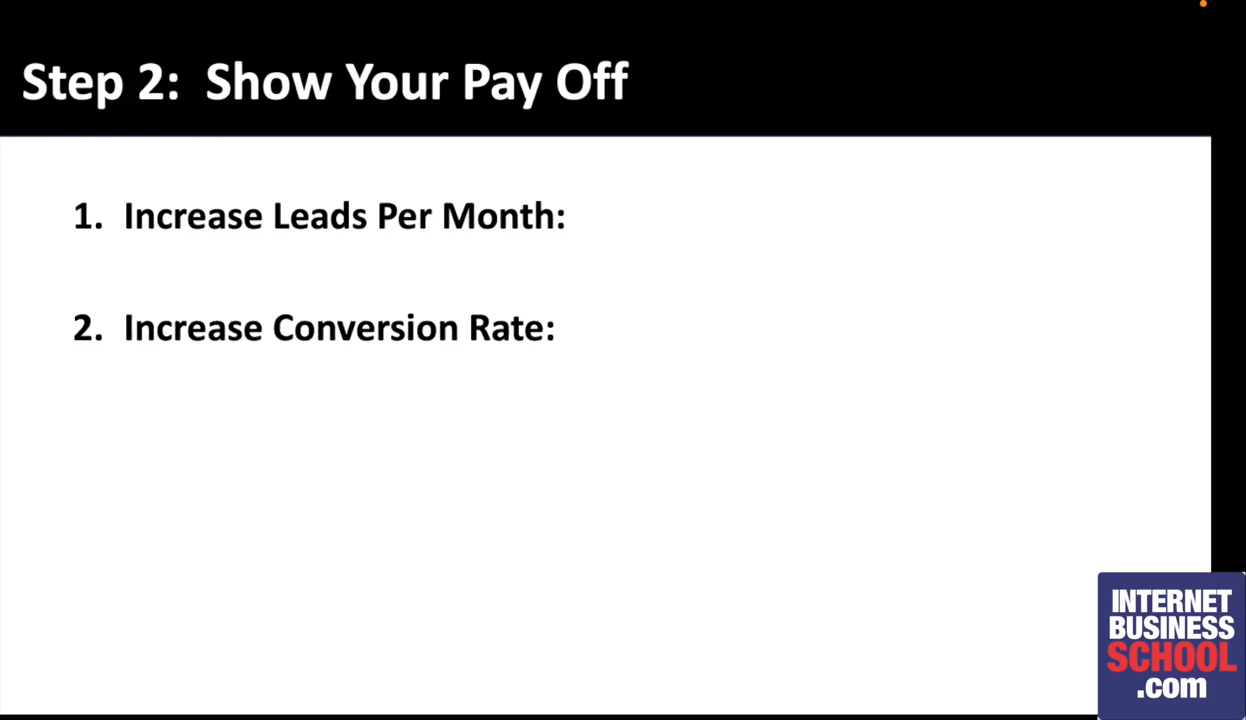 Step 2: Show Your Pay Off
1. Increase Leads Per Month:
2. Increase Conversion Rate:
INTERNET
BUSINESS
SCHOOL
.com